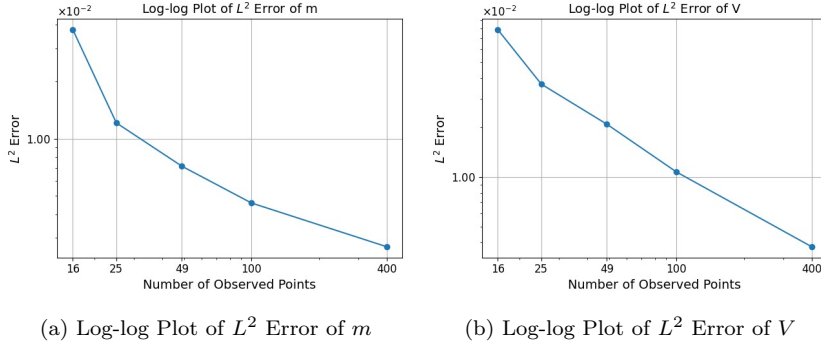 ×10⁻² Log-log Plot of L² Error of m
L² Error
1.00
16 25 49 100 400
Number of Observed Points
(a) Log-log Plot of L² Error of m
×10⁻² Log-log Plot of L² Error of V
L² Error
1.00
16 25 49 100 400
Number of Observed Points
(b) Log-log Plot of L² Error of V